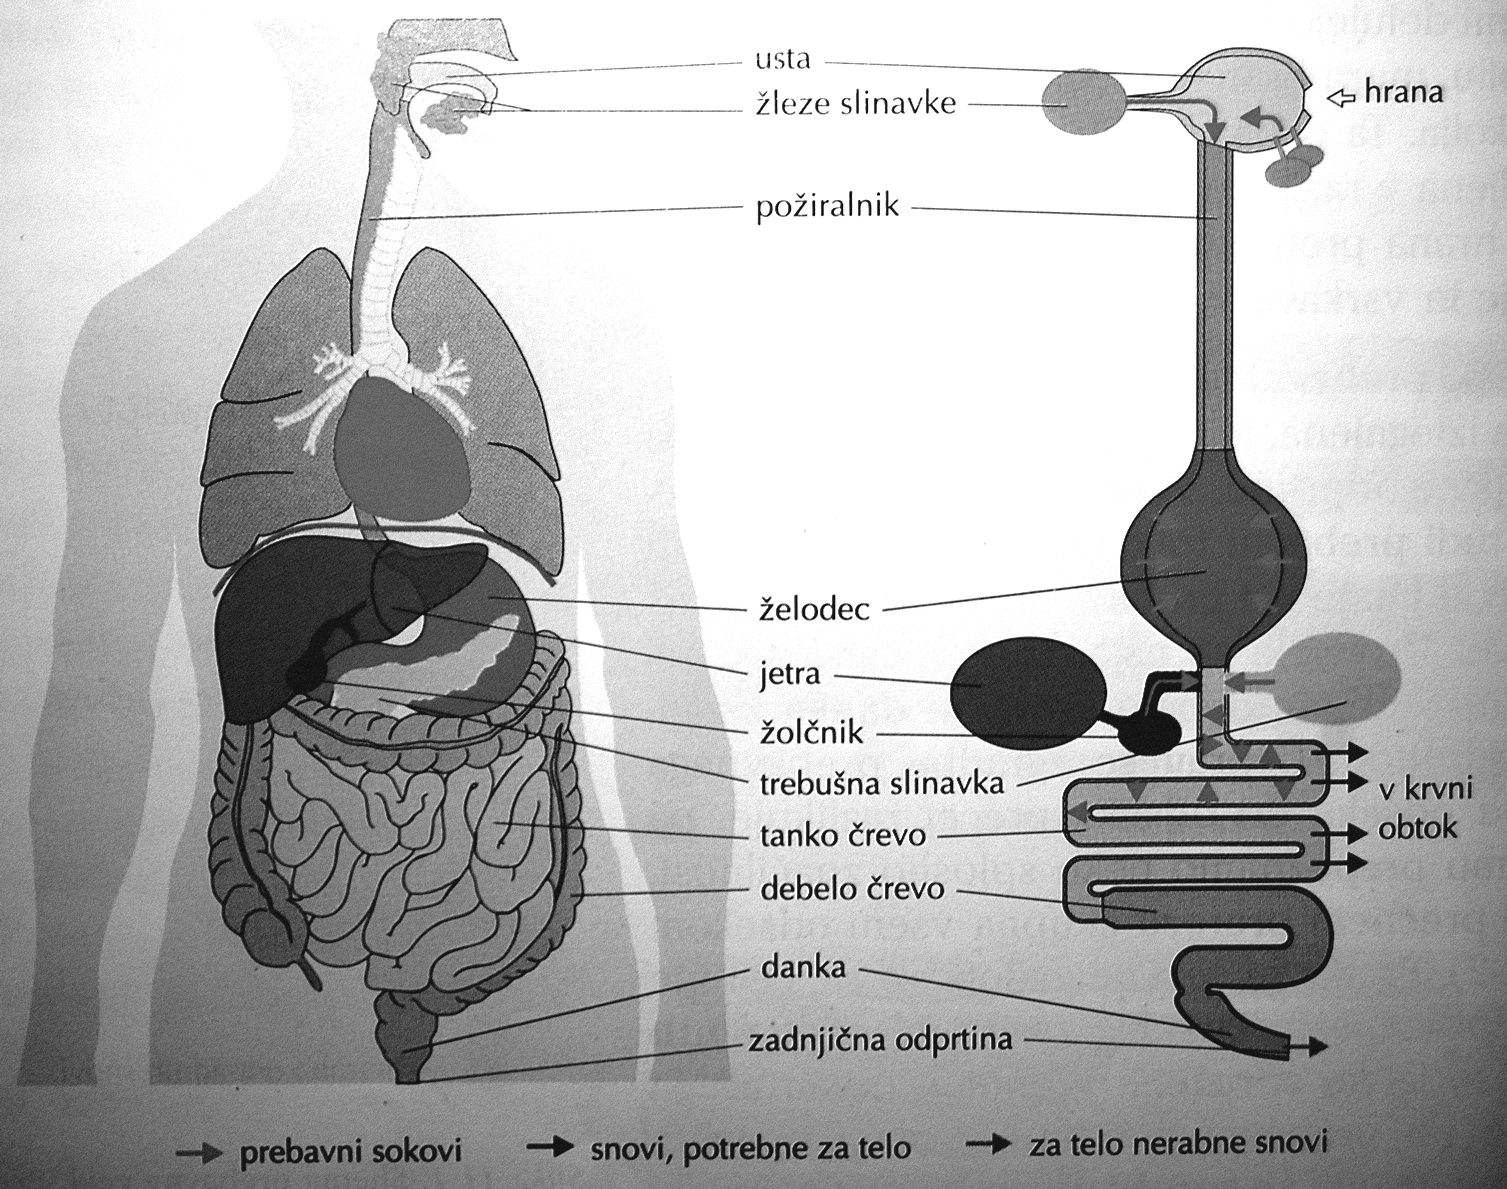 usta
žleze slinavke
hrana
požiralnik
želodec
jetra
žolčnik
trebušna slinavka
tanko črevo
v krvni
obtok
debelo črevo
danka
zadnjična odprtina
prebavni sokovi
snovi, potrebne za telo
za telo nerabne snovi